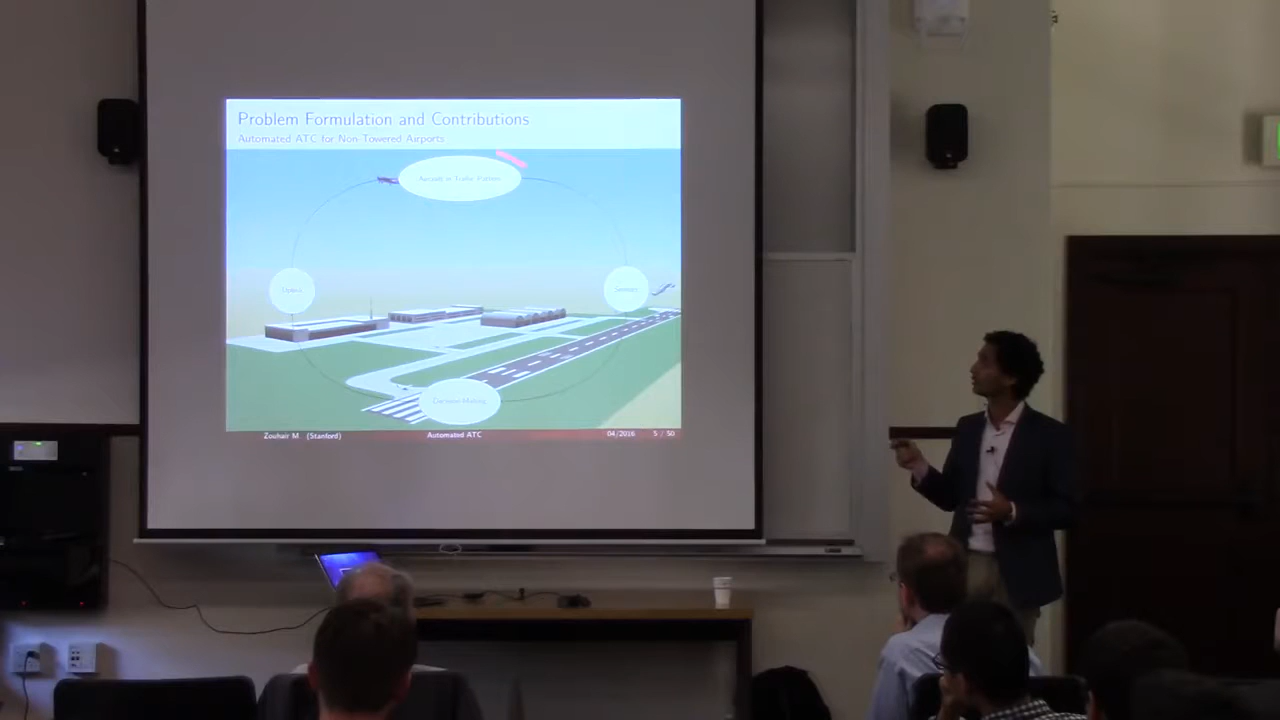 Problem Formulation and Contributions
Automated ATC for Non-Towered Airports
Aircraft in Traffic Pattern
Sensors
Decision Making
Zouhair M (Stanford)
Automated ATC
04/2016
5 / 50